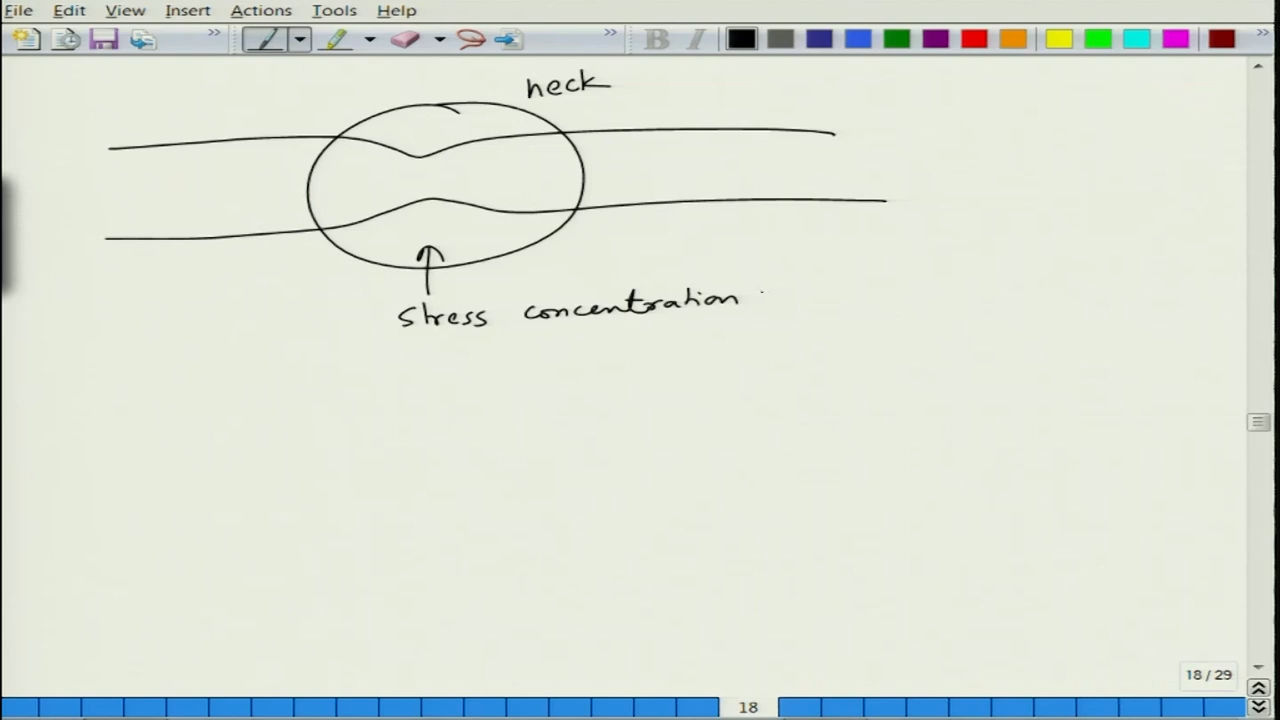 File Edit View Insert Actions Tools Help
B I
neck
stress concentration
18 / 29
18